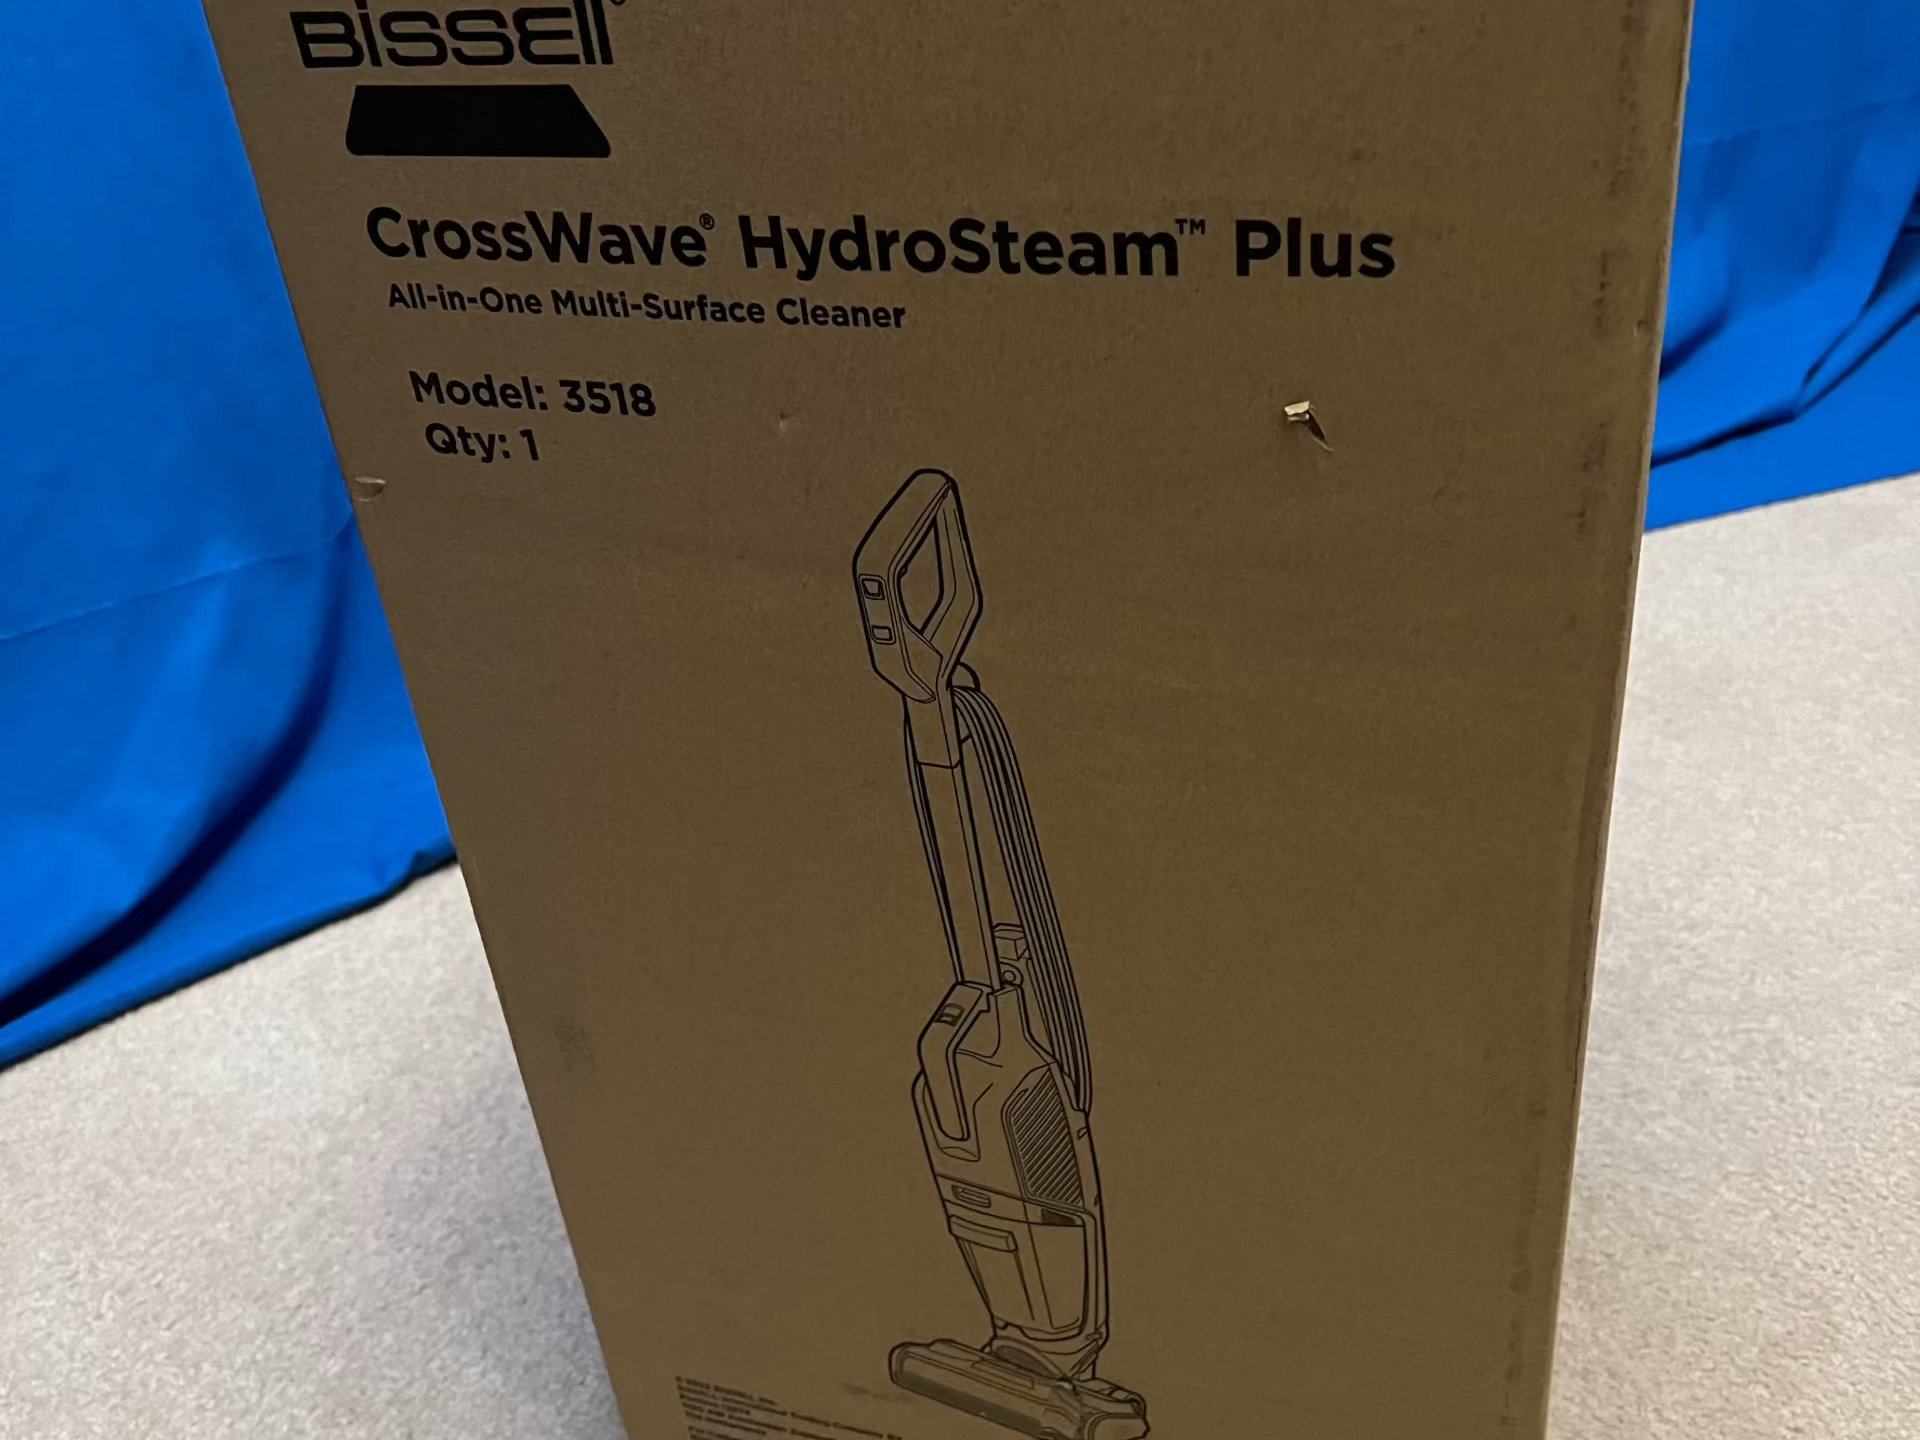 BISSELL®
CrossWave® HydroSteam™ Plus
All-in-One Multi-Surface Cleaner
Model: 3518
Qty: 1